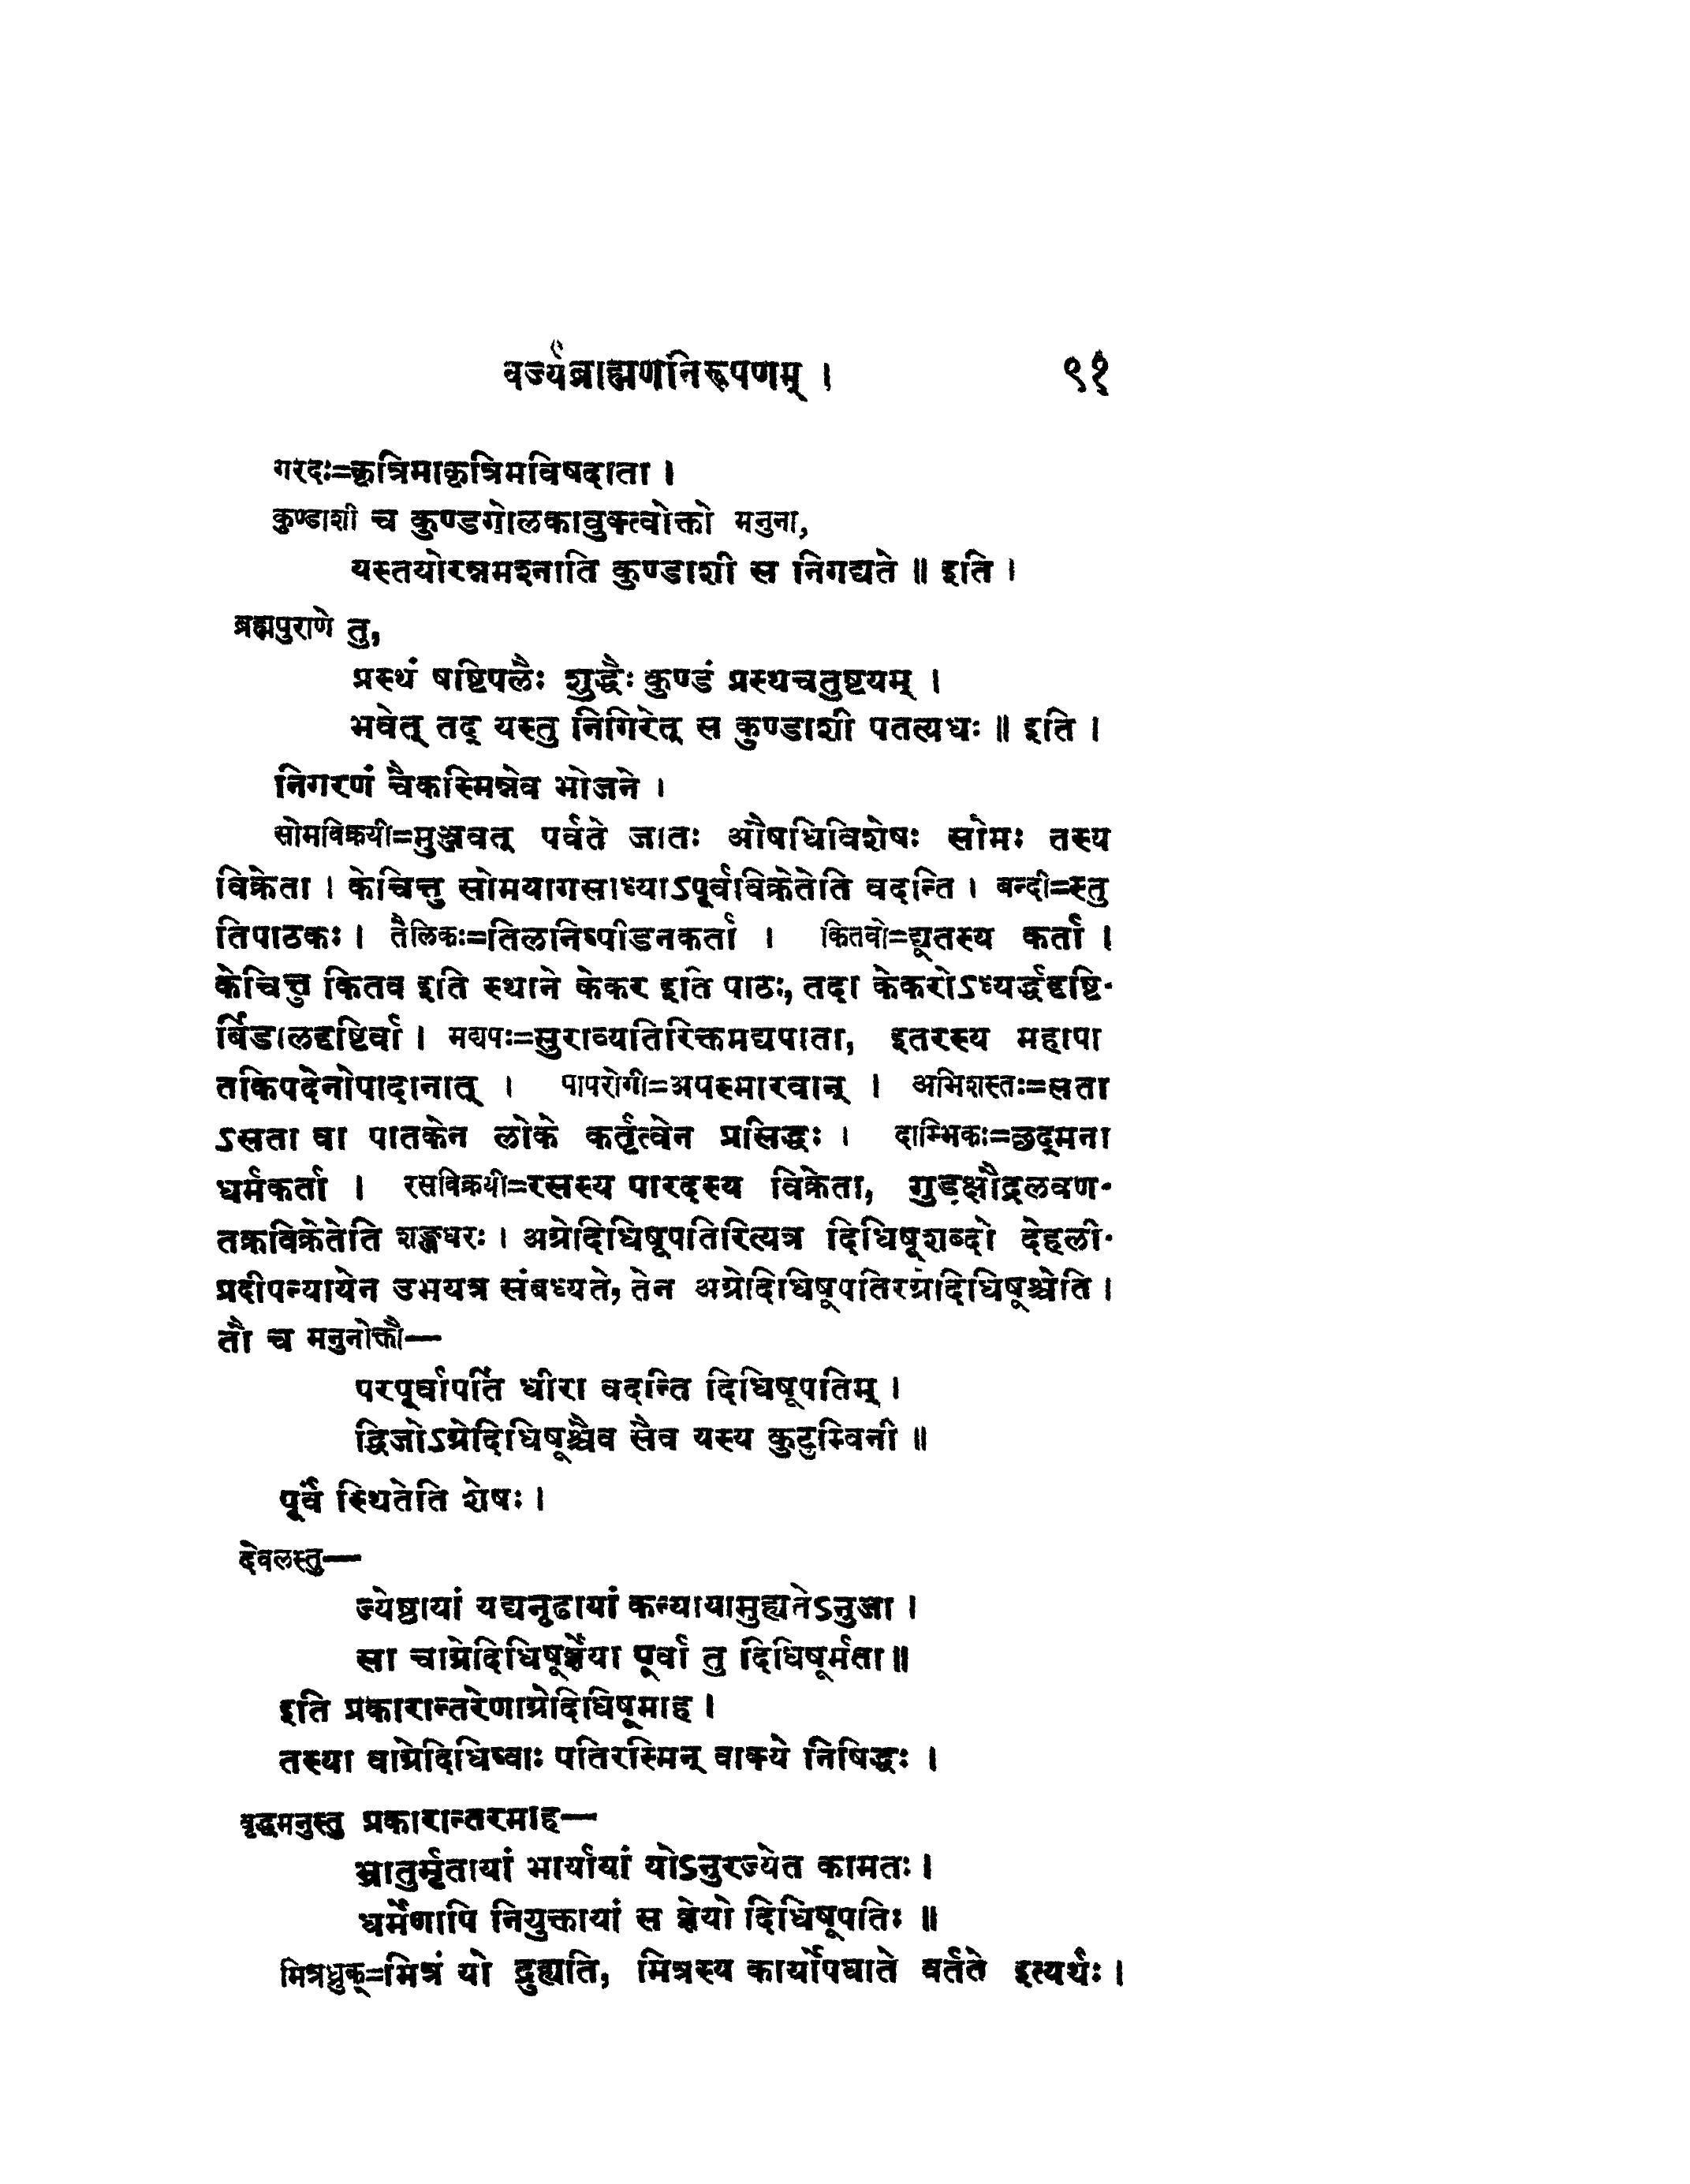 वर्ज्यब्राह्मणनिरूपणम् । ९१
गरदः=कृत्रिमाकृत्रिमविषदाता ।
कुण्डाशी च कुण्डगोलकावुक्त्वोक्तो मनुना,
यस्तयोरन्नमश्नाति कुण्डाशी स निगद्यते ॥ इति ।
ब्रह्मपुराणे तु,
प्रस्थं षष्टिपलैः शुद्धैः कुण्डं प्रस्थचतुष्टयम् ।
भवेत् तद् यस्तु निगिरेत् स कुण्डाशी पतत्यधः ॥ इति ।
निगरणं चैकस्मिन्नेव भोजने ।
सोमविक्रयी=मुञ्जवत् पर्वते जातः औषधिविशेषः सोमः तस्य
विक्रेता । केचित्तु सोमयागसाध्याऽपूर्वविक्रेतेति वदन्ति । बन्दी=स्तु
तिपाठकः । तैलिकः=तिलनिष्पीडनकर्ता । कितवो=द्यूतस्य कर्ता ।
केचित्तु कितव इति स्थाने केकर इति पाठः, तदा केकरोऽध्यर्द्धदृष्टि-
र्बिडालदृष्टिर्वा । मद्यपः=सुराव्यतिरिक्तमद्यपाता, इतरस्य महापा
तकिपदेनोपादानात् । पापरोगी=अपस्मारवान् । अभिशस्तः=सता
ऽसता वा पातकेन लोके कर्तृत्वेन प्रसिद्धः । दाम्भिकः=छद्मना
धर्मकर्ता । रसविक्रयी=रसस्य पारदस्य विक्रेता, गुडक्षौद्रलवण-
तक्रविक्रेतेति शङ्खधरः । अग्रेदिधिषूपतिरित्यत्र दिधिषूशब्दो देहली-
प्रदीपन्यायेन उभयत्र संबध्यते, तेन अग्रेदिधिषूपतिरग्रेदिधिषूश्चेति ।
तौ च मनुनोक्तौ—
परपूर्वापतिं धीरा वदन्ति दिधिषूपतिम् ।
द्विजोऽग्रेदिधिषूश्चैव सैव यस्य कुटुम्विनी ॥
पूर्वं स्थितेति शेषः ।
देवलस्तु—
ज्येष्ठायां यद्यनूढायां कन्यायामुह्यतेऽनुजा ।
सा चाग्रेदिधिषूर्ज्ञेया पूर्वा तु दिधिषूर्मता ॥
इति प्रकारान्तरेणाग्रेदिधिषूमाह ।
तस्या वाग्रेदिधिष्वाः पतिरस्मिन् वाक्ये निषिद्धः ।
वृद्धमनुस्तु प्रकारान्तरमाह—
भ्रातुर्मृतायां भार्यायां योऽनुरज्येत कामतः ।
धर्मेणापि नियुक्तायां स ज्ञेयो दिधिषूपतिः ॥
मित्रध्रुक्=मित्रं यो द्रुह्यति, मित्रस्य कार्योपघाते वर्तते इत्यर्थः ।